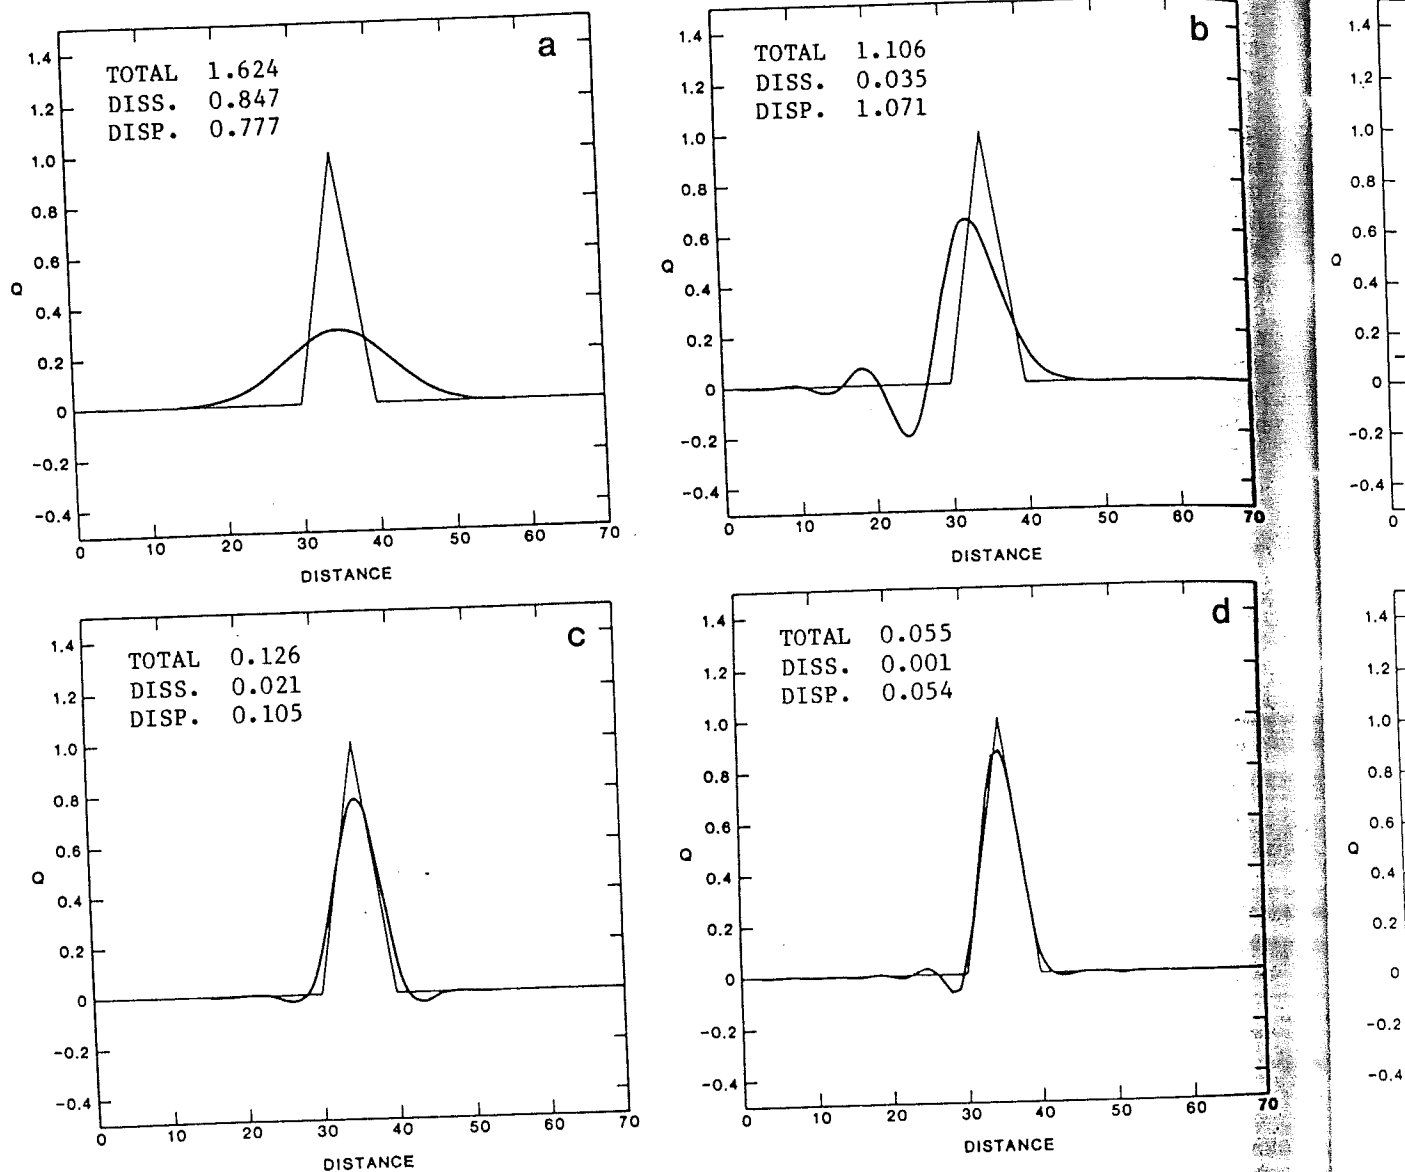 a
TOTAL 1.624
DISS. 0.847
DISP. 0.777
1.4
1.2
1.0
0.8
0.6
0.4
0.2
0
-0.2
-0.4
Q
0 10 20 30 40 50 60 70
DISTANCE
b
TOTAL 1.106
DISS. 0.035
DISP. 1.071
1.4
1.2
1.0
0.8
0.6
0.4
0.2
0
-0.2
-0.4
Q
0 10 20 30 40 50 60 70
DISTANCE
1.4
1.2
1.0
0.8
0.6
0.4
0.2
0
-0.2
-0.4
Q
0
c
TOTAL 0.126
DISS. 0.021
DISP. 0.105
1.4
1.2
1.0
0.8
0.6
0.4
0.2
0
-0.2
-0.4
Q
0 10 20 30 40 50 60 70
DISTANCE
d
TOTAL 0.055
DISS. 0.001
DISP. 0.054
1.4
1.2
1.0
0.8
0.6
0.4
0.2
0
-0.2
-0.4
Q
0 10 20 30 40 50 60 70
DISTANCE
1.4
1.2
1.0
0.8
0.6
0.4
0.2
0
-0.2
-0.4
Q